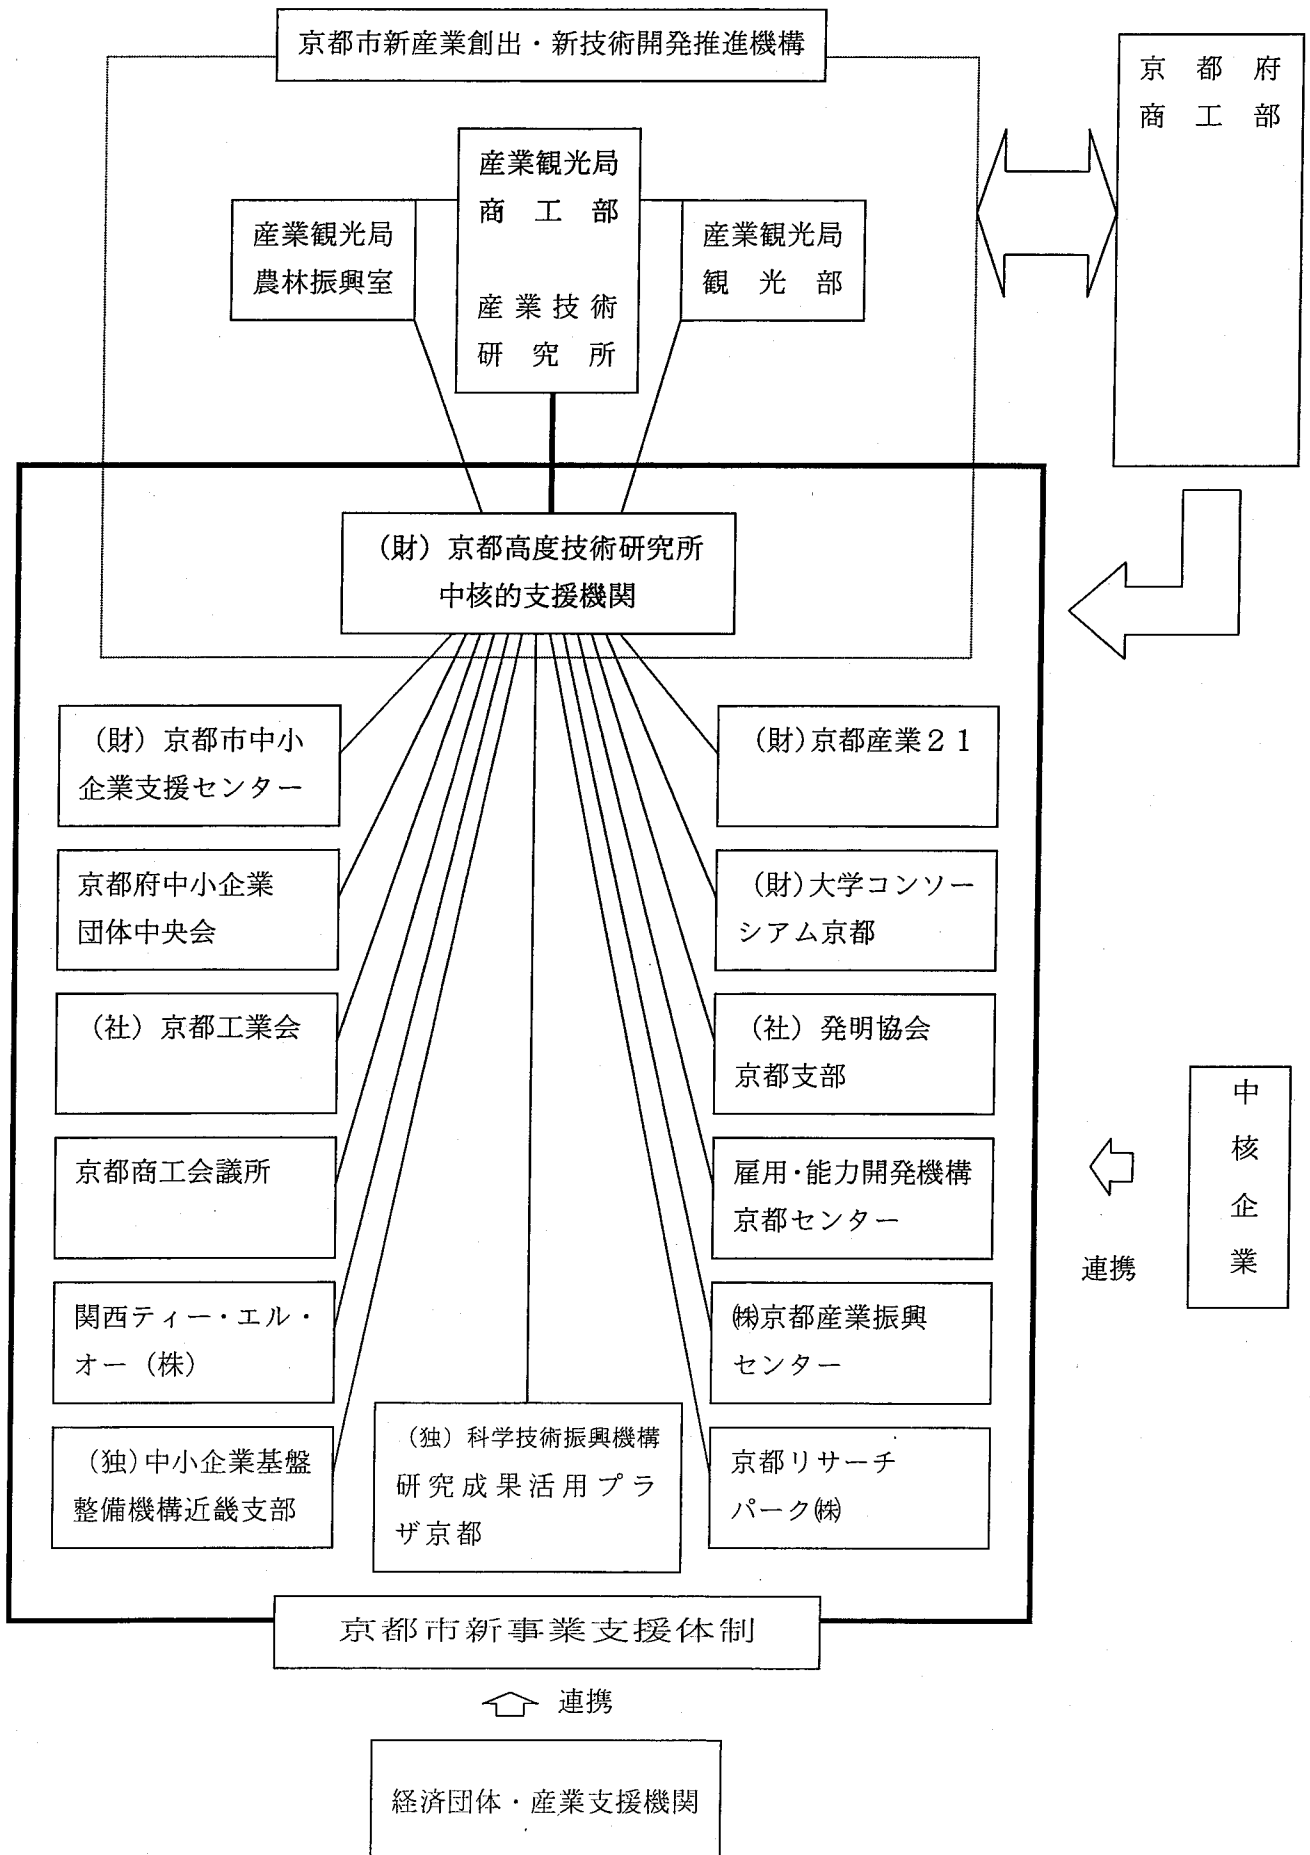 京都市新産業創出・新技術開発推進機構
京都府
商工部
産業観光局
商工部
産業技術
研究所
産業観光局
農林振興室
産業観光局
観光部
(財)京都高度技術研究所
中核的支援機関
(財)京都市中小
企業支援センター
京都府中小企業
団体中央会
(社)京都工業会
京都商工会議所
関西ティー・エル・
オー(株)
(独)中小企業基盤
整備機構近畿支部
(独)科学技術振興機構
研究成果活用プラ
ザ京都
(財)京都産業21
(財)大学コンソー
シアム京都
(社)発明協会
京都支部
雇用・能力開発機構
京都センター
㈱京都産業振興
センター
京都リサーチ
パーク㈱
中核企業
連携
京都市新事業支援体制
連携
経済団体・産業支援機関